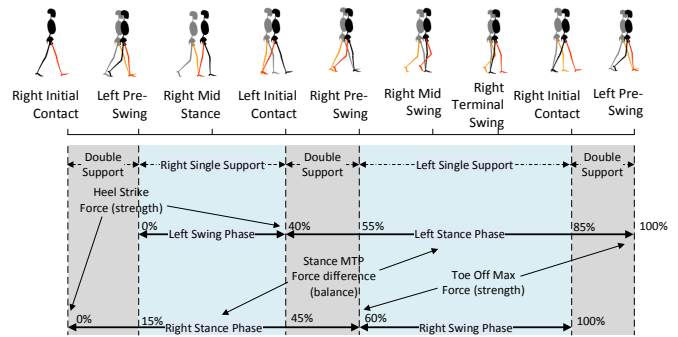 Right Initial
Contact
Left Pre-
Swing
Right Mid
Stance
Left Initial
Contact
Right Pre-
Swing
Right Mid
Swing
Right
Terminal
Swing
Right Initial
Contact
Left Pre-
Swing
Double
Support
Right Single Support
Double
Support
Left Single Support
Double
Support
Heel Strike
Force (strength)
0%
Left Swing Phase
40%
55%
Left Stance Phase
85%
100%
Stance MTP
Force difference
(balance)
Toe Off Max
Force (strength)
0%
15%
Right Stance Phase
45%
60%
Right Swing Phase
100%